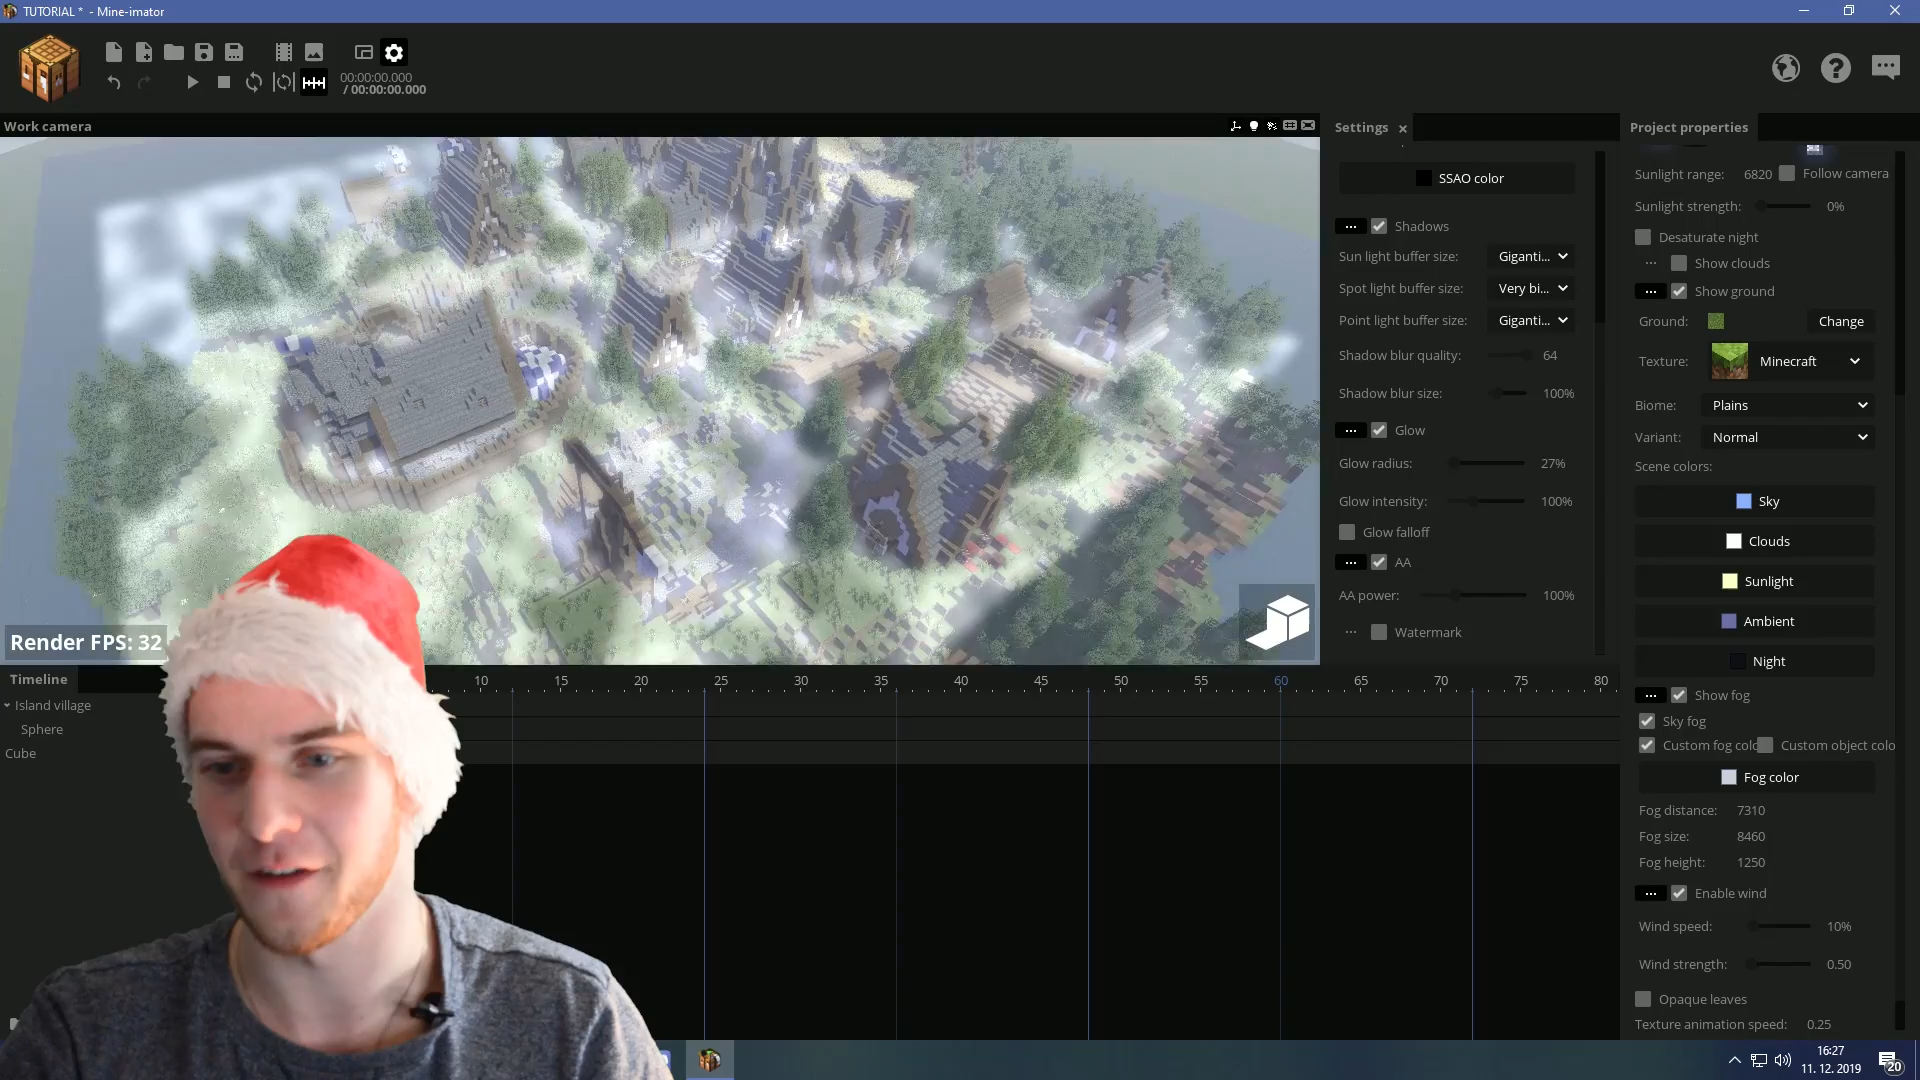 TUTORIAL * - Mine-imator
00:00:00.000
/ 00:00:00.000
Work camera
Render FPS: 32
Settings
SSAO color
Shadows
Sun light buffer size: Giganti...
Spot light buffer size: Very bi...
Point light buffer size: Giganti...
Shadow blur quality: 64
Shadow blur size: 100%
Glow
Glow radius: 27%
Glow intensity: 100%
Glow falloff
AA
AA power: 100%
Watermark
Project properties
Sunlight range: 6820 Follow camera
Sunlight strength: 0%
Desaturate night
Show clouds
Show ground
Ground: Change
Texture: Minecraft
Biome: Plains
Variant: Normal
Scene colors:
Sky
Clouds
Sunlight
Ambient
Night
Show fog
Sky fog
Custom fog colo Custom object colo
Fog color
Fog distance: 7310
Fog size: 8460
Fog height: 1250
Enable wind
Wind speed: 10%
Wind strength: 0.50
Opaque leaves
Texture animation speed: 0.25
Timeline
10 15 20 25 30 35 40 45 50 55 60 65 70 75 80
Island village
Sphere
Cube
16:27
11. 12. 2019
20